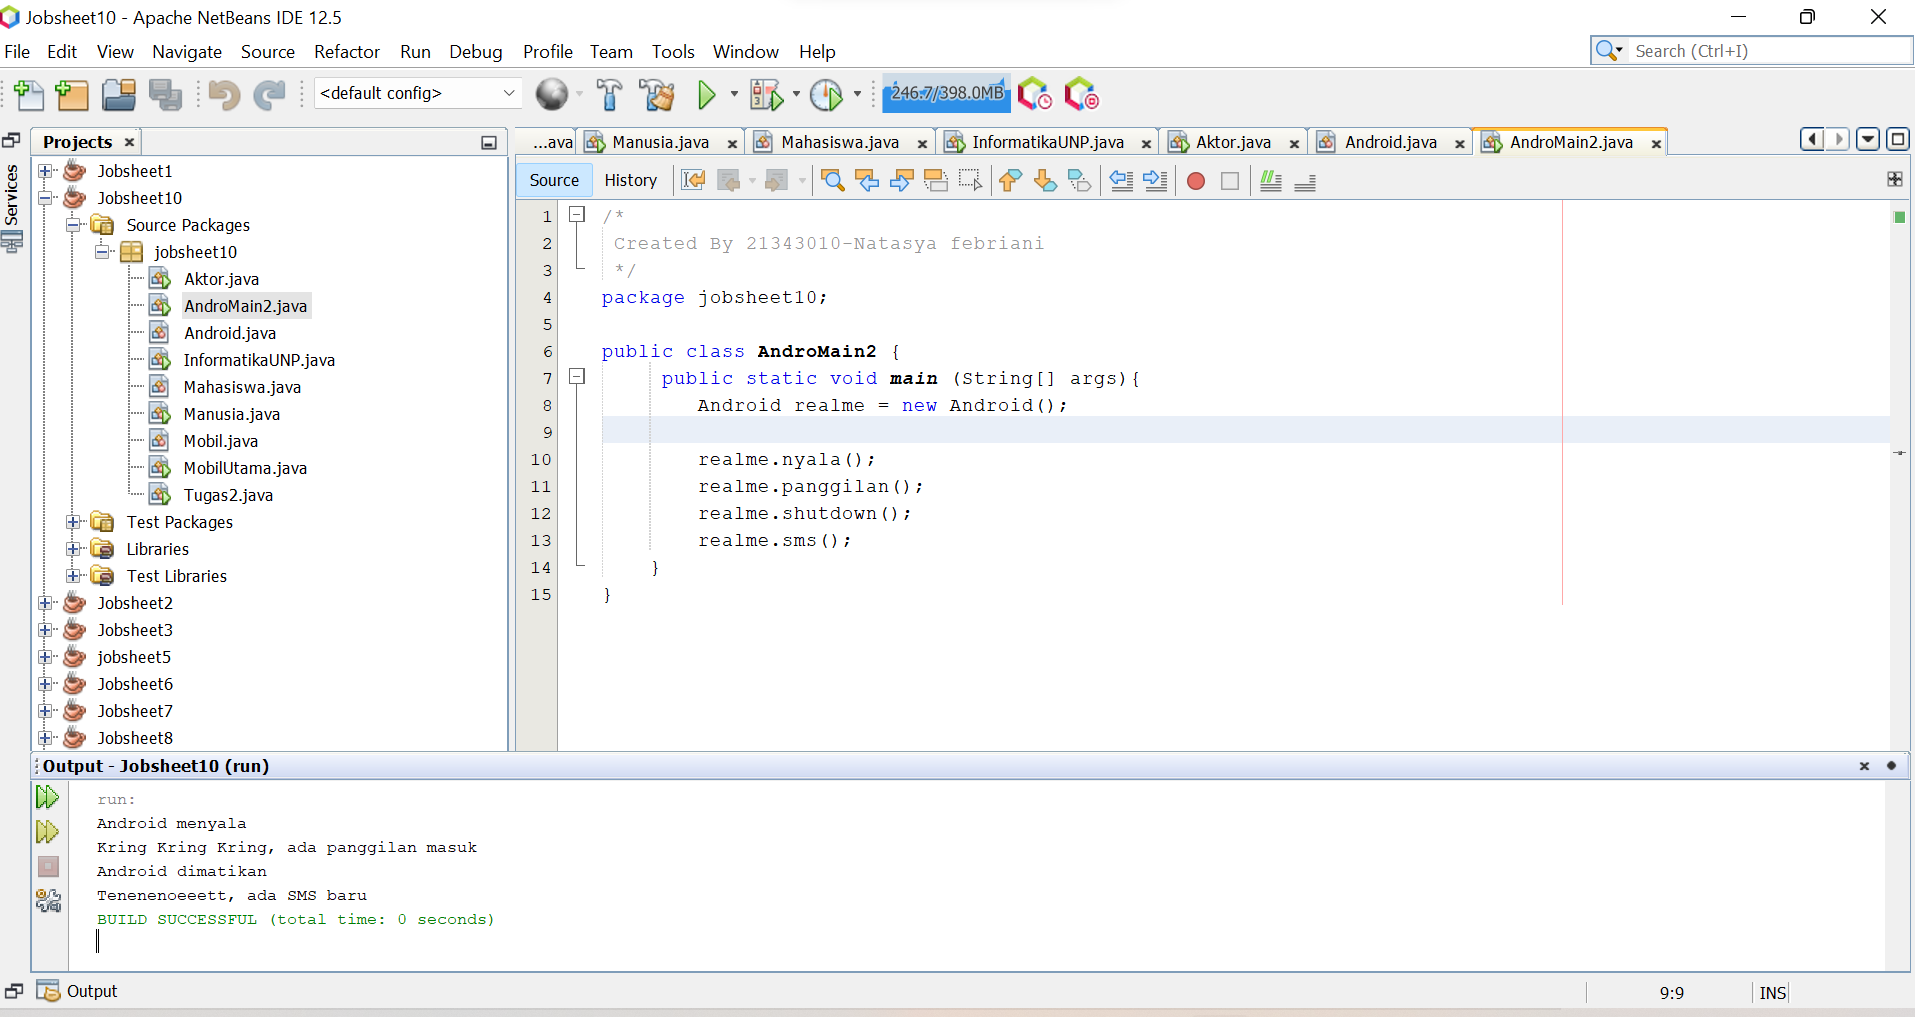 Jobsheet10 - Apache NetBeans IDE 12.5
File Edit View Navigate Source Refactor Run Debug Profile Team Tools Window Help
Search (Ctrl+I)
<default config>
246.7/398.0MB
Services
Projects
...ava Manusia.java Mahasiswa.java InformatikaUNP.java Aktor.java Android.java AndroMain2.java
Source History
Jobsheet1
Jobsheet10
Source Packages
jobsheet10
Aktor.java
AndroMain2.java
Android.java
InformatikaUNP.java
Mahasiswa.java
Manusia.java
Mobil.java
MobilUtama.java
Tugas2.java
Test Packages
Libraries
Test Libraries
Jobsheet2
Jobsheet3
jobsheet5
Jobsheet6
Jobsheet7
Jobsheet8
1 /*
2 Created By 21343010-Natasya febriani
3 */
4 package jobsheet10;
5
6 public class AndroMain2 {
7 public static void main (String[] args){
8 Android realme = new Android();
9
10 realme.nyala();
11 realme.panggilan();
12 realme.shutdown();
13 realme.sms();
14 }
15 }
Output - Jobsheet10 (run)
run:
Android menyala
Kring Kring Kring, ada panggilan masuk
Android dimatikan
Tenenenoeeett, ada SMS baru
BUILD SUCCESSFUL (total time: 0 seconds)
Output
9:9 INS